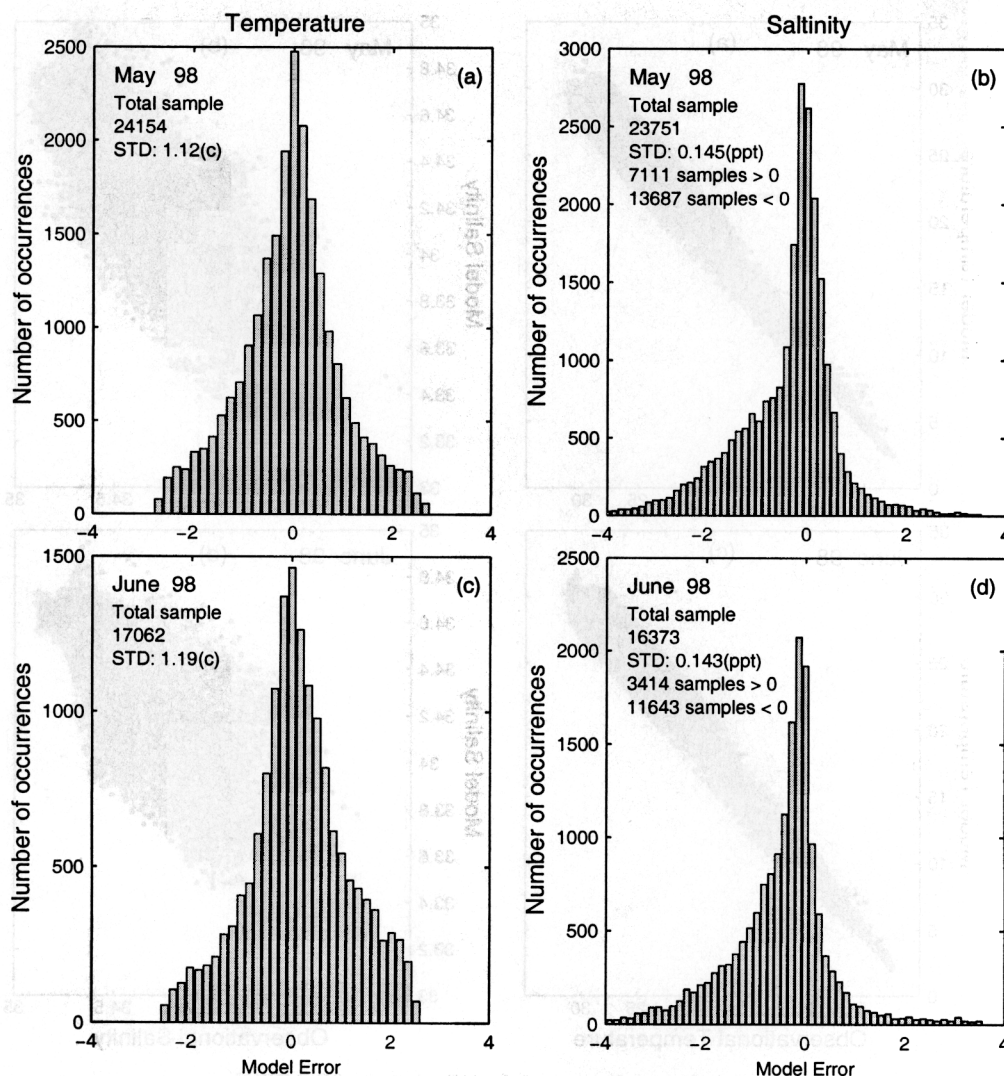 Temperature
Saltinity
2500
2000
1500
1000
500
0
Number of occurrences
May 98
Total sample
24154
STD: 1.12(c)
(a)
−4
−2
0
2
4
3000
2500
2000
1500
1000
500
0
Number of occurrences
May 98
Total sample
23751
STD: 0.145(ppt)
7111 samples > 0
13687 samples < 0
(b)
−4
−2
0
2
4
1500
1000
500
0
Number of occurrences
June 98
Total sample
17062
STD: 1.19(c)
(c)
−4
−2
0
2
4
Model Error
2500
2000
1500
1000
500
0
Number of occurrences
June 98
Total sample
16373
STD: 0.143(ppt)
3414 samples > 0
11643 samples < 0
(d)
−4
−2
0
2
4
Model Error